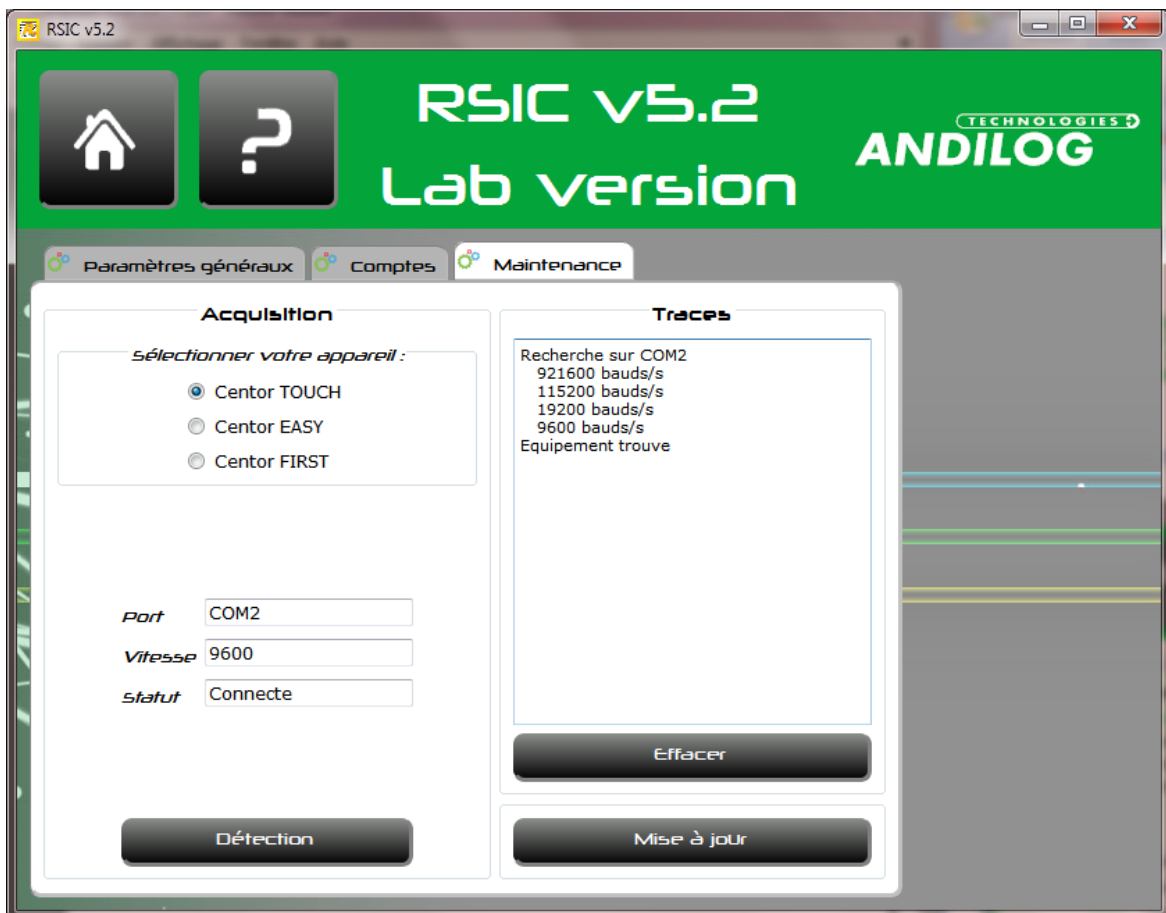 RSIC v5.2
RSIC v5.2
Lab version
TECHNOLOGIES
ANDILOG
Paramètres généraux
Comptes
Maintenance
Acquisition
Sélectionner votre appareil :
Centor TOUCH
Centor EASY
Centor FIRST
Port
COM2
Vitesse
9600
Statut
Connecte
Détection
Traces
Recherche sur COM2
921600 bauds/s
115200 bauds/s
19200 bauds/s
9600 bauds/s
Equipement trouve
Effacer
Mise à jour